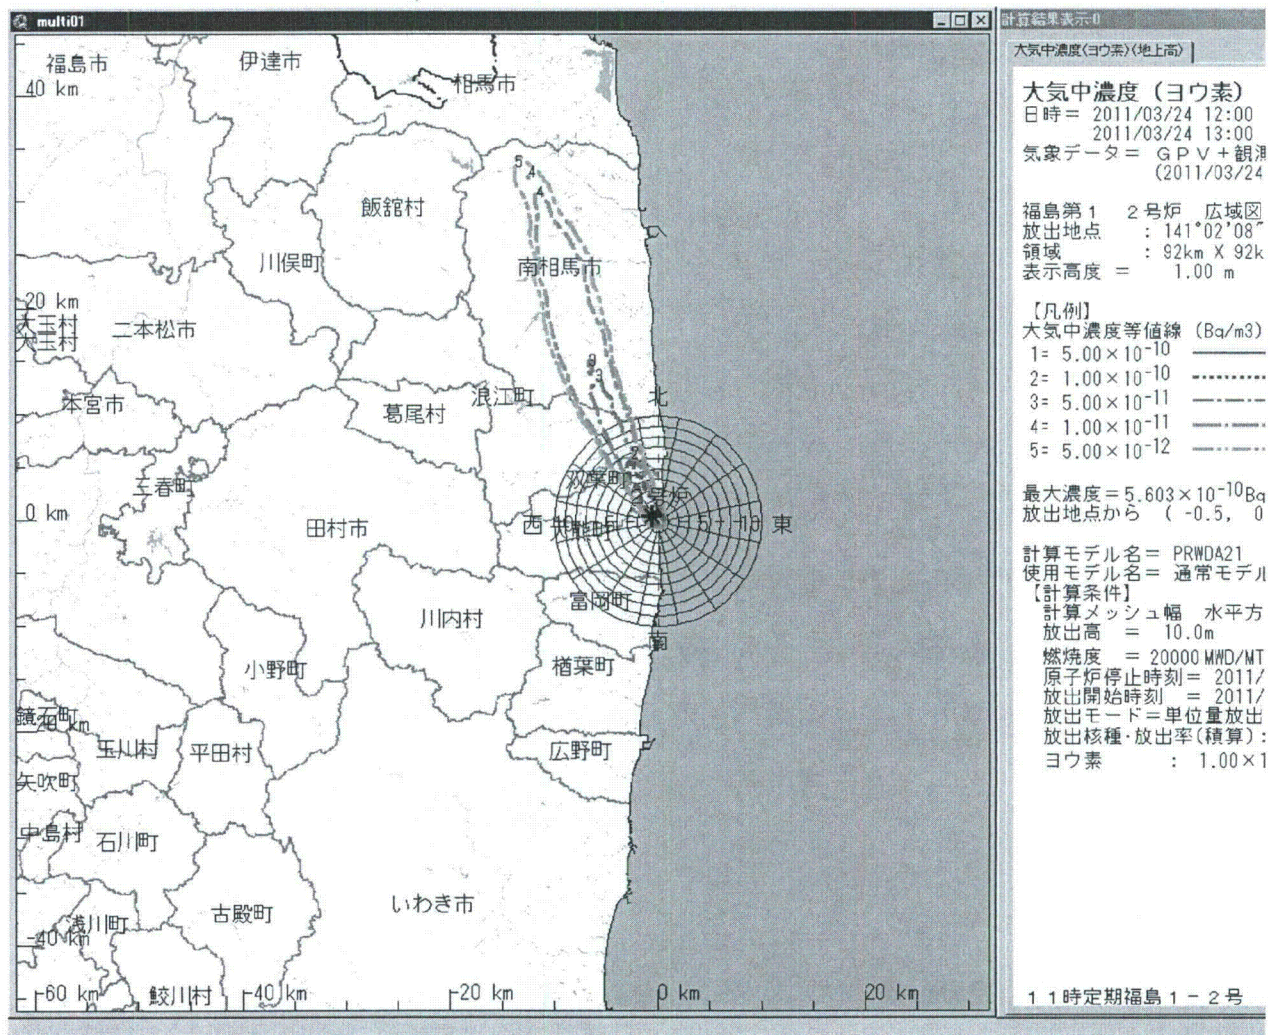 multi01
福島市
伊達市
相馬市
40 km
飯舘村
川俣町
南相馬市
20 km
大玉村
大玉村
二本松市
本宮市
浪江町
葛尾村
北
三春町
双葉町
号炉
0 km
田村市
西
大熊町
5
10
東
川内村
富岡町
南
小野町
楢葉町
鏡石町
-20 km
玉川村
平田村
広野町
矢吹町
中島村
石川町
浅川町
古殿町
いわき市
-40 km
-60 km
鮫川村
-40 km
-20 km
0 km
20 km
計算結果表示:0
大気中濃度(ヨウ素)(地上高)
大気中濃度（ヨウ素）
日時＝ 2011/03/24 12:00
2011/03/24 13:00
気象データ＝ ＧＰＶ＋観測
(2011/03/24
福島第１ ２号炉 広域図
放出地点 : 141°02'08"
領域 : 92km X 92k
表示高度 ＝ 1.00 m
【凡例】
大気中濃度等値線 (Bq/m3)
1= 5.00×10-10
2= 1.00×10-10
3= 5.00×10-11
4= 1.00×10-11
5= 5.00×10-12
最大濃度＝5.603×10-10Bq
放出地点から ( -0.5, 0
計算モデル名＝ PRWDA21
使用モデル名＝ 通常モデル
【計算条件】
計算メッシュ幅 水平方
放出高 ＝ 10.0m
燃焼度 ＝20000MWD/MT
原子炉停止時刻＝ 2011/
放出開始時刻 ＝ 2011/
放出モード＝単位量放出
放出核種・放出率(積算):
ヨウ素 : 1.00×1
１１時定期福島１－２号